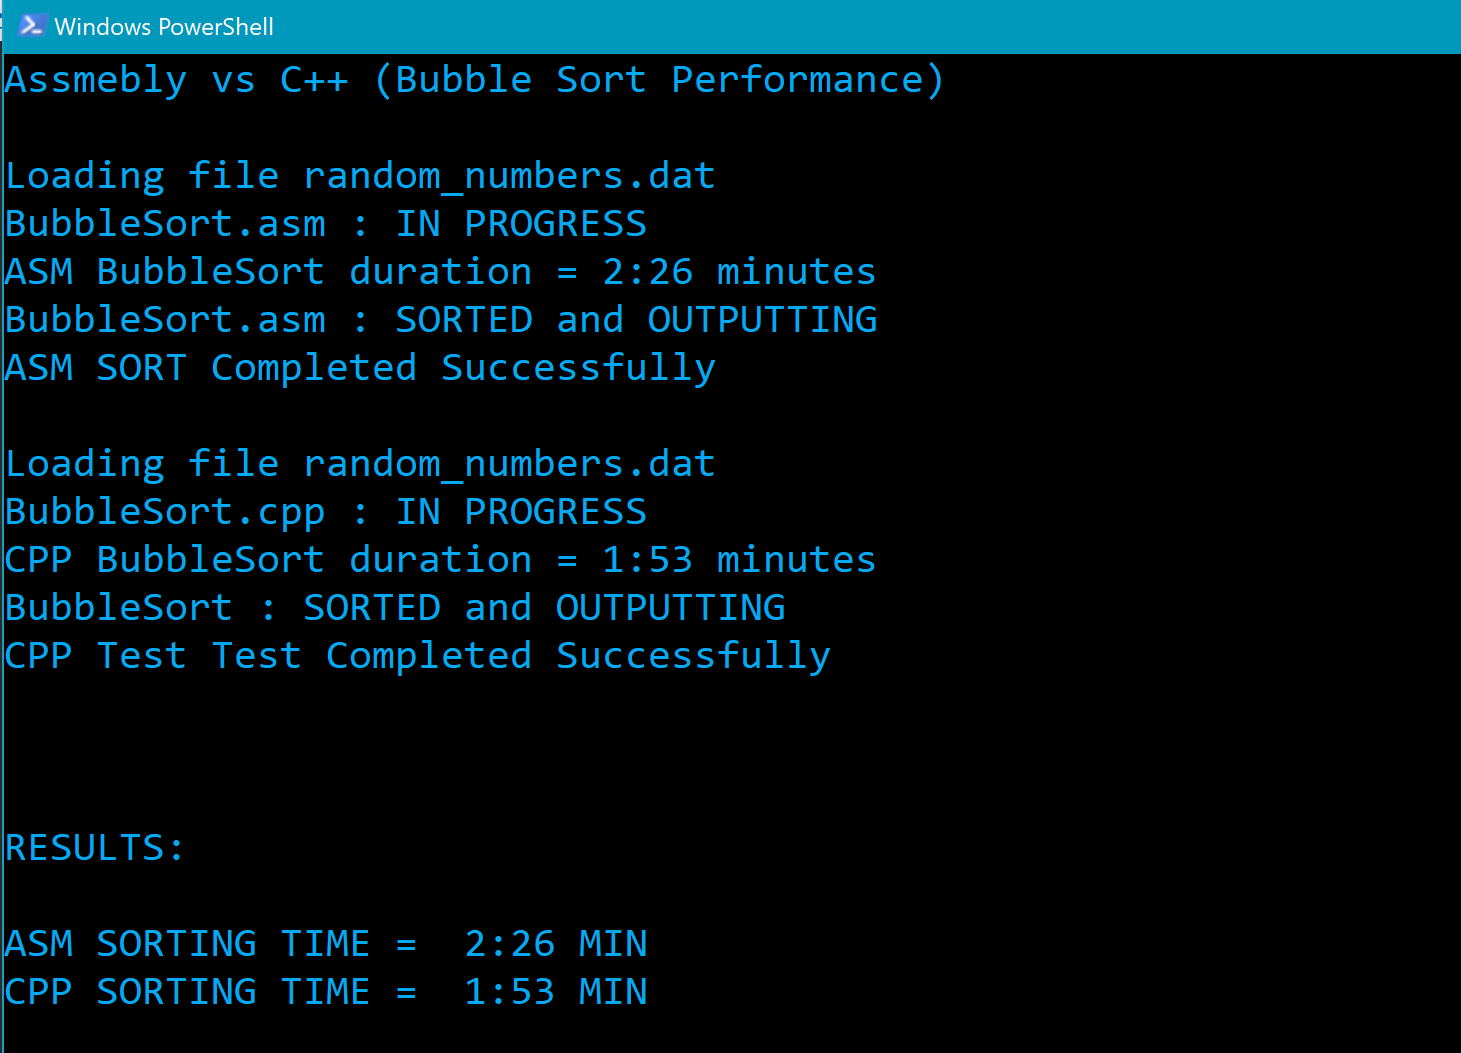 Windows PowerShell
Assmebly vs C++ (Bubble Sort Performance)
Loading file random_numbers.dat
BubbleSort.asm : IN PROGRESS
ASM BubbleSort duration = 2:26 minutes
BubbleSort.asm : SORTED and OUTPUTTING
ASM SORT Completed Successfully
Loading file random_numbers.dat
BubbleSort.cpp : IN PROGRESS
CPP BubbleSort duration = 1:53 minutes
BubbleSort : SORTED and OUTPUTTING
CPP Test Test Completed Successfully
RESULTS:
ASM SORTING TIME =  2:26 MIN
CPP SORTING TIME =  1:53 MIN